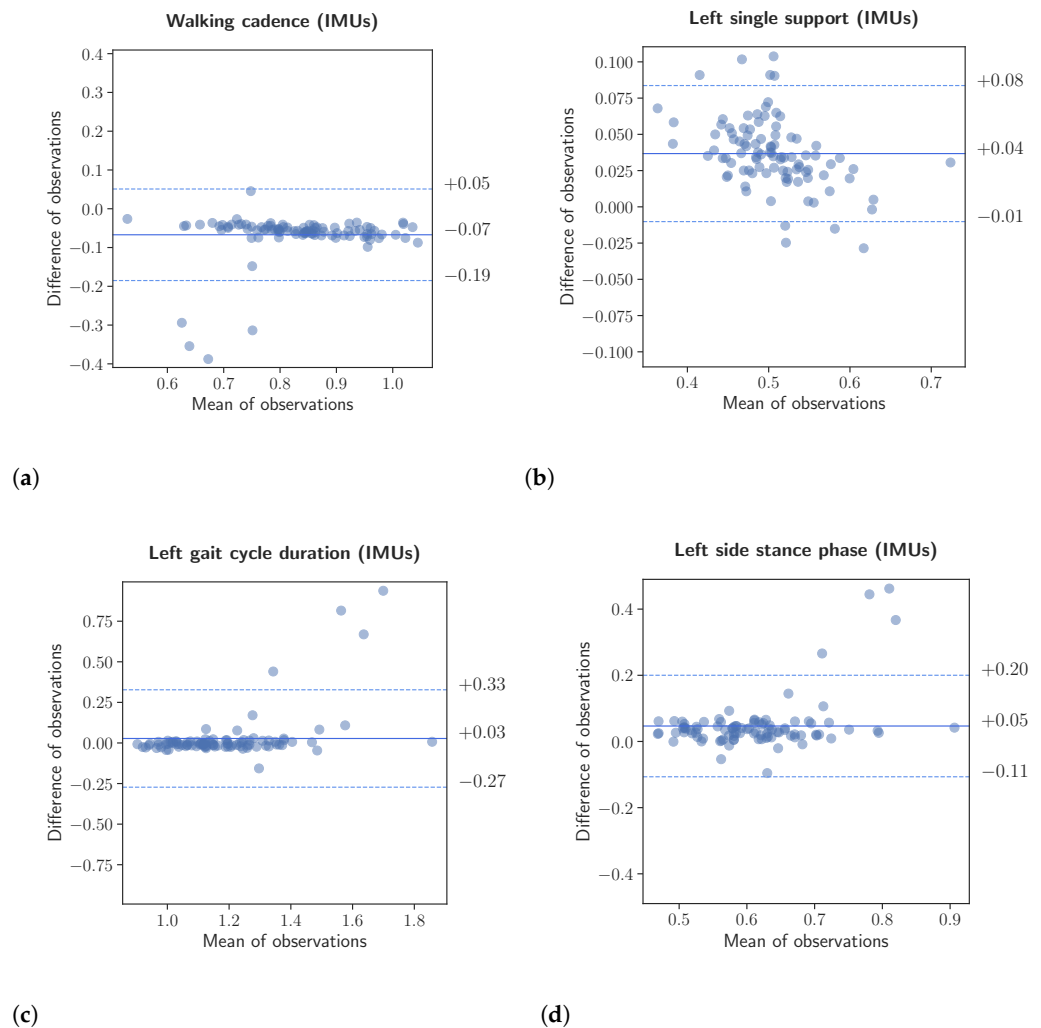 Walking cadence (IMUs)
0.4
0.3
0.2
0.1
0.0
−0.1
−0.2
−0.3
−0.4
Difference of observations
+0.05
−0.07
−0.19
0.6 0.7 0.8 0.9 1.0
Mean of observations
(a)
Left single support (IMUs)
0.100
0.075
0.050
0.025
0.000
−0.025
−0.050
−0.075
−0.100
Difference of observations
+0.08
+0.04
−0.01
0.4 0.5 0.6 0.7
Mean of observations
(b)
Left gait cycle duration (IMUs)
0.75
0.50
0.25
0.00
−0.25
−0.50
−0.75
Difference of observations
+0.33
+0.03
−0.27
1.0 1.2 1.4 1.6 1.8
Mean of observations
(c)
Left side stance phase (IMUs)
0.4
0.2
0.0
−0.2
−0.4
Difference of observations
+0.20
+0.05
−0.11
0.5 0.6 0.7 0.8 0.9
Mean of observations
(d)